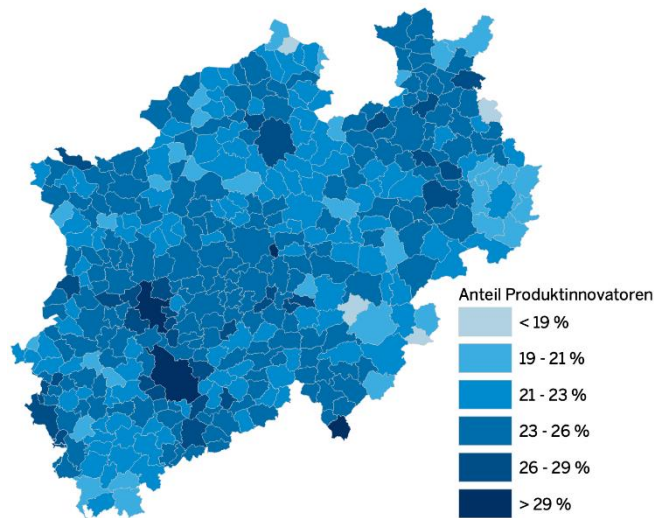 Anteil Produktinnovatoren
< 19 %
19 - 21 %
21 - 23 %
23 - 26 %
26 - 29 %
> 29 %